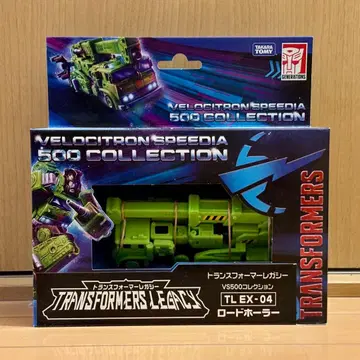 TAKARA
TOMY
GENERATIONS
VELOCITRON SPEEDIA
500 COLLECTION
VELOCITRON SPEEDIA
500 COLLECTION
TRANSFORMERS
トランスフォーマーレガシー
TRANSFORMERS LEGACY
トランスフォーマーレガシー
VS500コレクション
TL EX-04
ロードホーラー